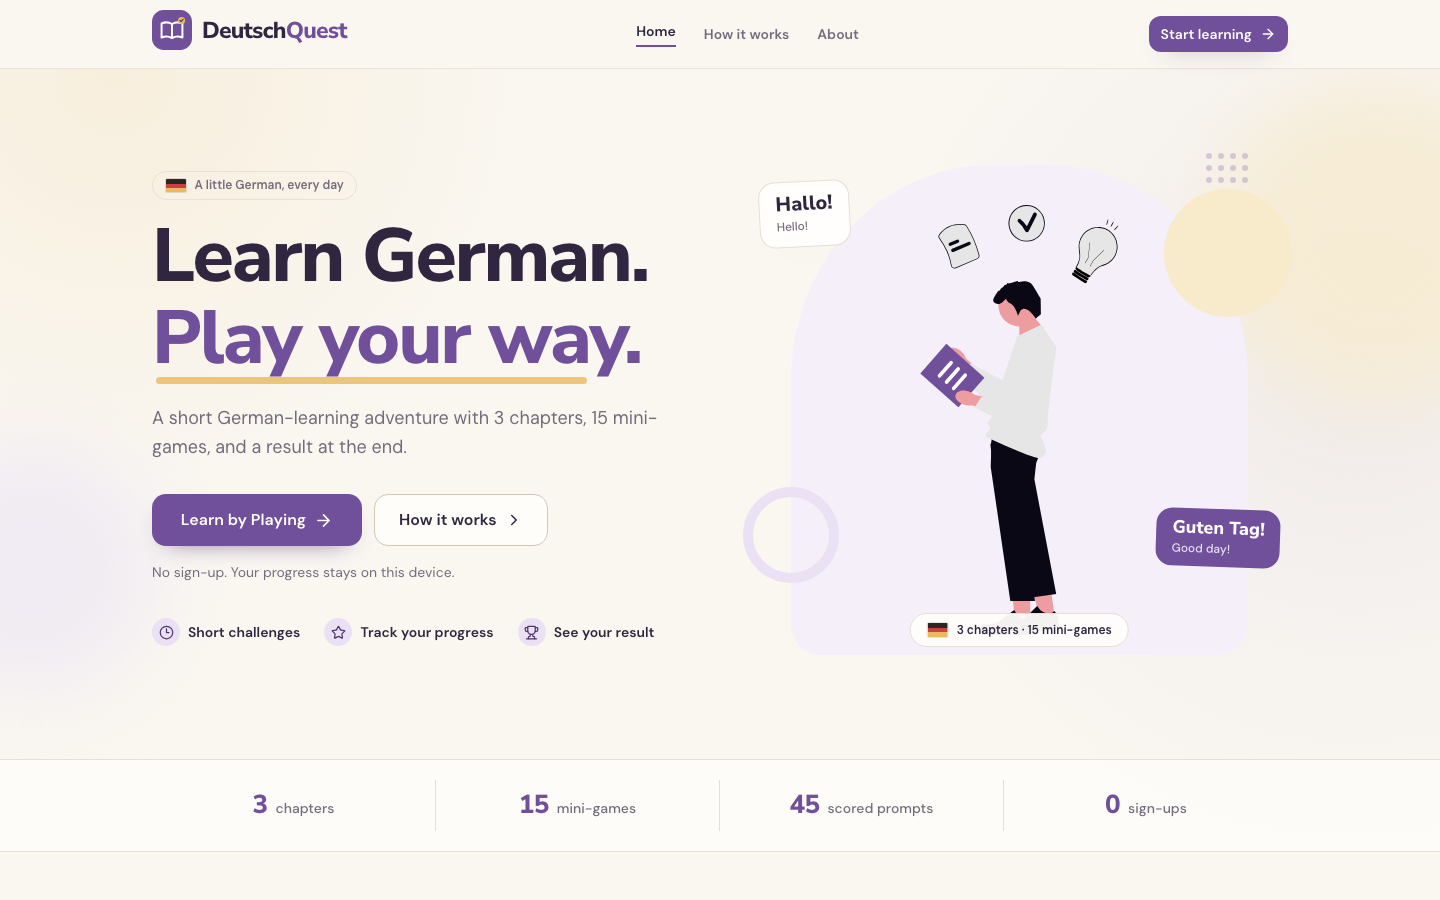 DeutschQuest
Home
How it works
About
Start learning
A little German, every day
Learn German.
Play your way.
A short German-learning adventure with 3 chapters, 15 mini-
games, and a result at the end.
Learn by Playing
How it works
No sign-up. Your progress stays on this device.
Short challenges
Track your progress
See your result
Hallo!
Hello!
Guten Tag!
Good day!
3 chapters · 15 mini-games
3 chapters
15 mini-games
45 scored prompts
0 sign-ups